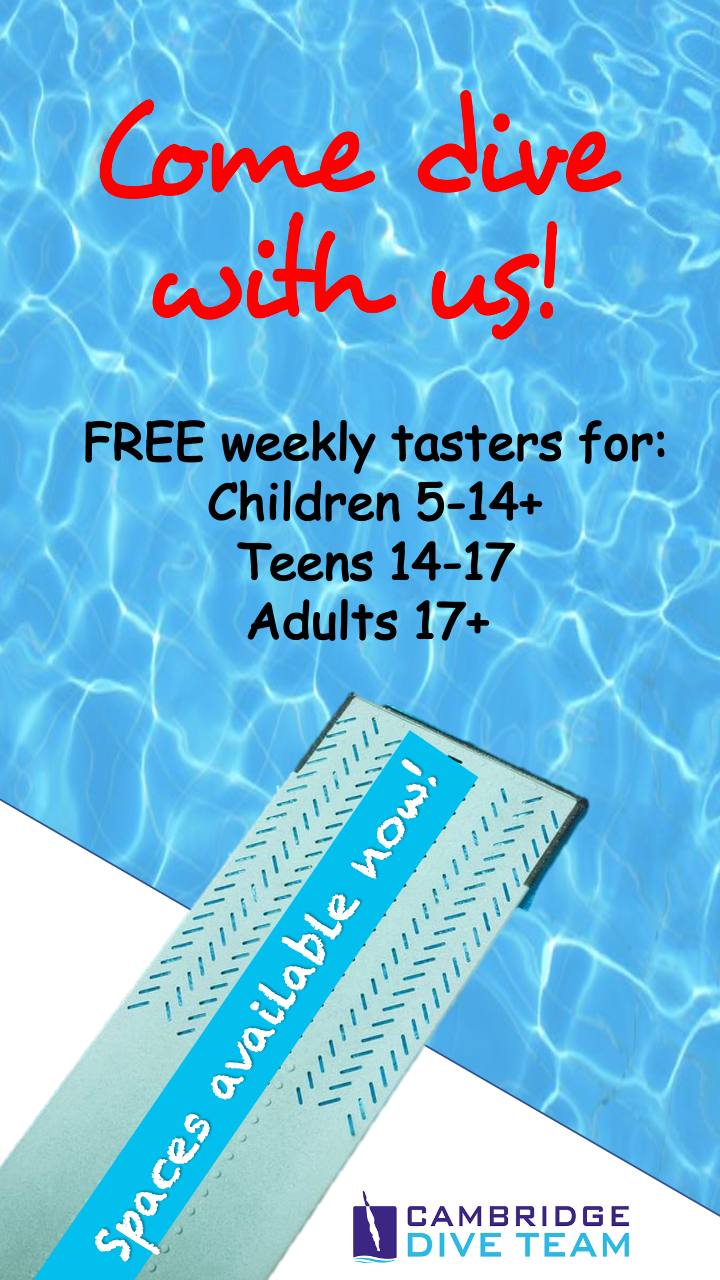 Come dive
with us!
FREE weekly tasters for:
Children 5-14+
Teens 14-17
Adults 17+
Spaces available now!
CAMBRIDGE
DIVE TEAM